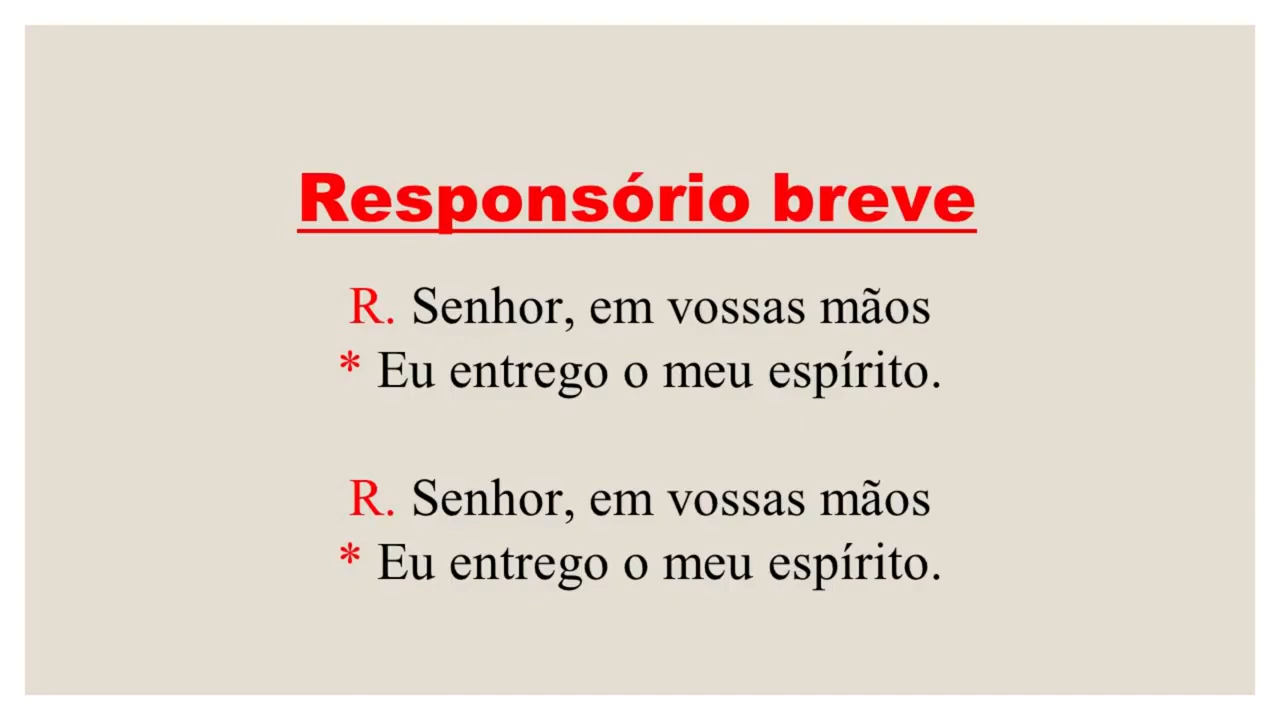 Responsório breve
R. Senhor, em vossas mãos
* Eu entrego o meu espírito.
R. Senhor, em vossas mãos
* Eu entrego o meu espírito.